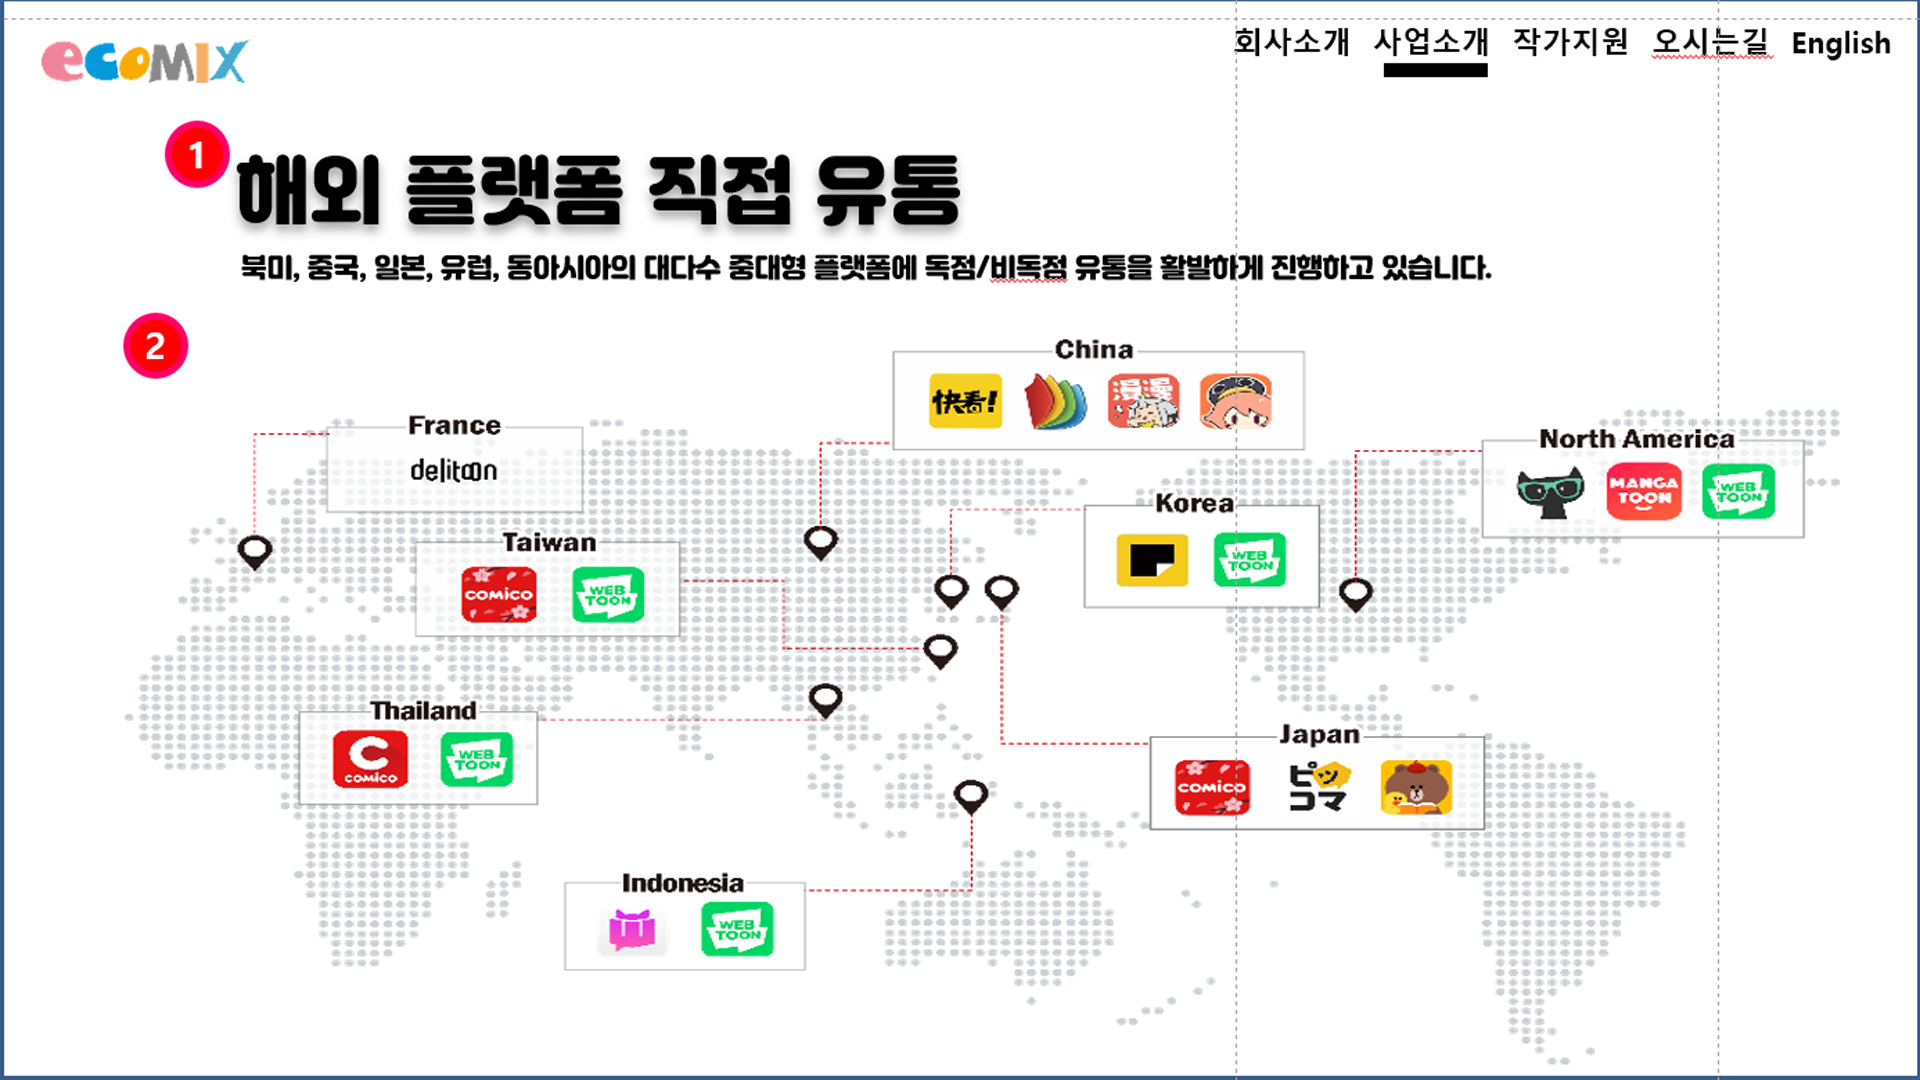 ecomix
회사소개 사업소개 작가지원 오시는길 English
1
해외 플랫폼 직접 유통
북미, 중국, 일본, 유럽, 동아시아의 대다수 중대형 플랫폼에 독점/비독점 유통을 활발하게 진행하고 있습니다.
2
China
快看!
漫漫
France
delitoon
North America
MANGA
TOON
WEB
TOON
Korea
WEB
TOON
Taiwan
comico
WEB
TOON
Thailand
C
comico
WEB
TOON
Japan
comico
ピッ
コマ
Indonesia
WEB
TOON